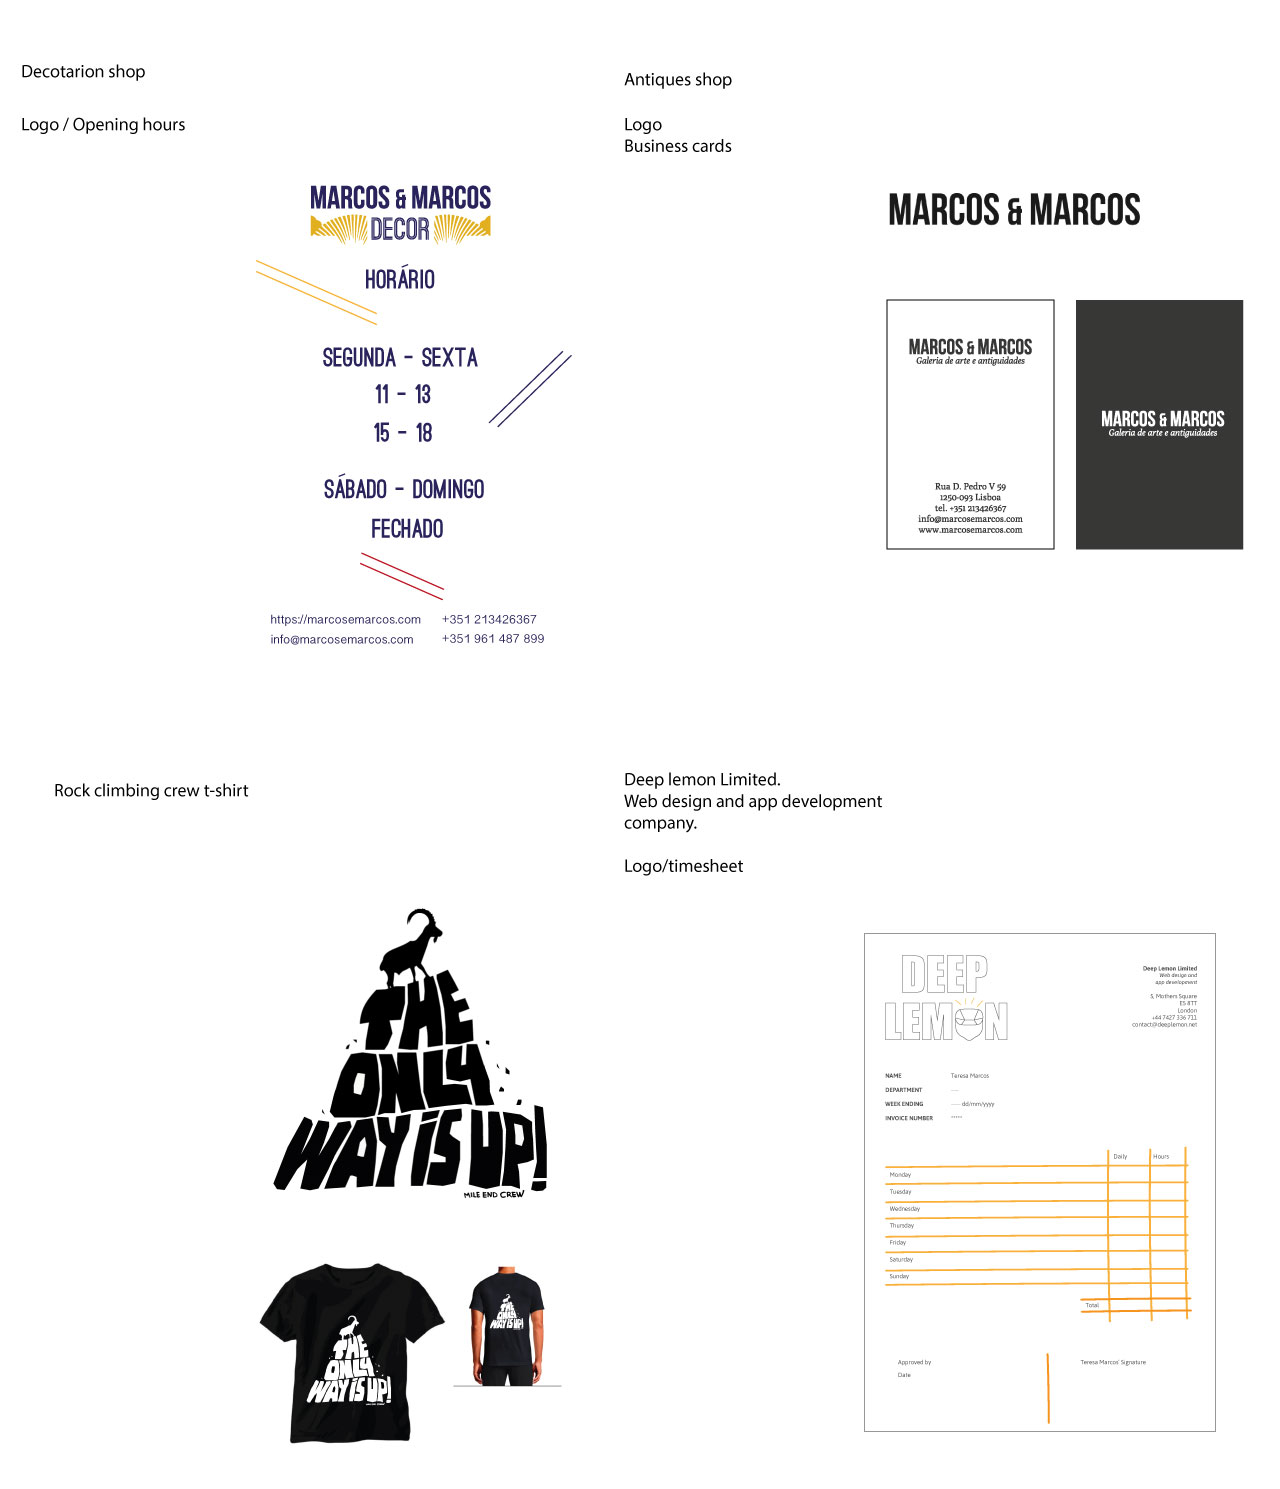 Decotarion shop
Logo / Opening hours
MARCOS & MARCOS
DECOR
HORÁRIO
SEGUNDA - SEXTA
11 - 13
15 - 18
SÁBADO - DOMINGO
FECHADO
https://marcosemarcos.com +351 213426367
info@marcosemarcos.com +351 961 487 899
Antiques shop
Logo
Business cards
MARCOS & MARCOS
MARCOS & MARCOS
Galeria de arte e antiguidades
Rua D. Pedro V 59
1250-093 Lisboa
tel. +351 213426367
info@marcosemarcos.com
www.marcosemarcos.com
MARCOS & MARCOS
Galeria de arte e antiguidades
Rock climbing crew t-shirt
THE
ONLY
WAY IS UP!
MILE END CREW
THE
ONLY
WAY IS UP!
THE
ONLY
WAY IS UP!
Deep lemon Limited.
Web design and app development
company.
Logo/timesheet
DEEP
LEMON
Deep Lemon Limited
Web design and
app development
5, Mothers Square
E5 8TT
London
+44 7427 336 711
contact@deeplemon.net
NAME Teresa Marcos
DEPARTMENT ----
WEEK ENDING ----- dd/mm/yyyy
INVOICE NUMBER *****
Daily Hours
Monday
Tuesday
Wednesday
Thursday
Friday
Saturday
Sunday
Total
Approved by
Date
Teresa Marcos' Signature